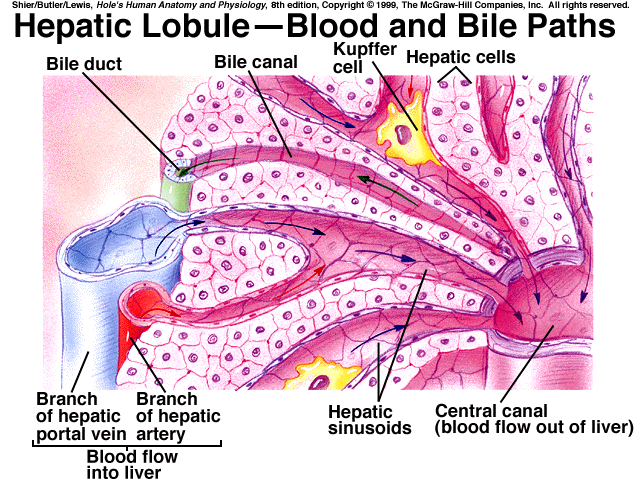 Shier/Butler/Lewis, Hole's Human Anatomy and Physiology, 8th edition, Copyright © 1999, The McGraw-Hill Companies, Inc. All rights reserved.
Hepatic Lobule—Blood and Bile Paths
Bile duct
Bile canal
Kupffer
cell
Hepatic cells
Branch
of hepatic
portal vein
Branch
of hepatic
artery
Blood flow
into liver
Hepatic
sinusoids
Central canal
(blood flow out of liver)